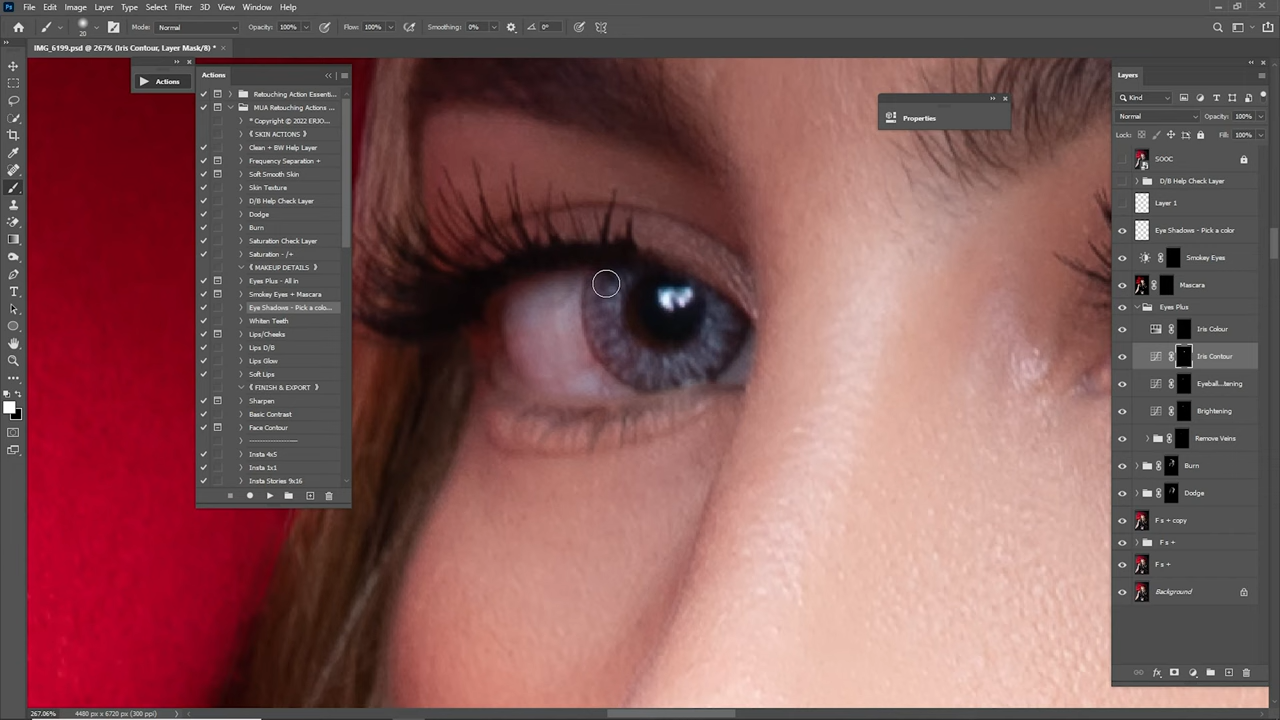 Ps File Edit Image Layer Type Select Filter 3D View Window Help
20 Mode: Normal Opacity: 100% Flow: 100% Smoothing: 0% 0°
IMG_6199.psd @ 267% (Iris Contour, Layer Mask/8) * ×
Actions
Actions
Retouching Action Essenti...
MUA Retouching Actions ...
* Copyright © 2022 ERJO...
《 SKIN ACTIONS 》
Clean + BW Help Layer
Frequency Separation +
Soft Smooth Skin
Skin Texture
D/B Help Check Layer
Dodge
Burn
Saturation Check Layer
Saturation - /+
《 MAKEUP DETAILS 》
Eyes Plus - All in
Smokey Eyes + Mascara
Eye Shadows - Pick a colo...
Whiten Teeth
Lips/Cheeks
Lips D/B
Lips Glow
Soft Lips
《 FINISH & EXPORT 》
Sharpen
Basic Contrast
Face Contour
-------------------
Insta 4x5
Insta 1x1
Insta Stories 9x16
Properties
Layers
Kind
Normal Opacity: 100%
Lock: Fill: 100%
SOOC
D/B Help Check Layer
Layer 1
Eye Shadows - Pick a color
Smokey Eyes
Mascara
Eyes Plus
Iris Colour
Iris Contour
Eyeball...tening
Brightening
Remove Veins
Burn
Dodge
F s + copy
F s +
F s +
Background
fx
267.06% 4480 px x 6720 px (300 ppi)